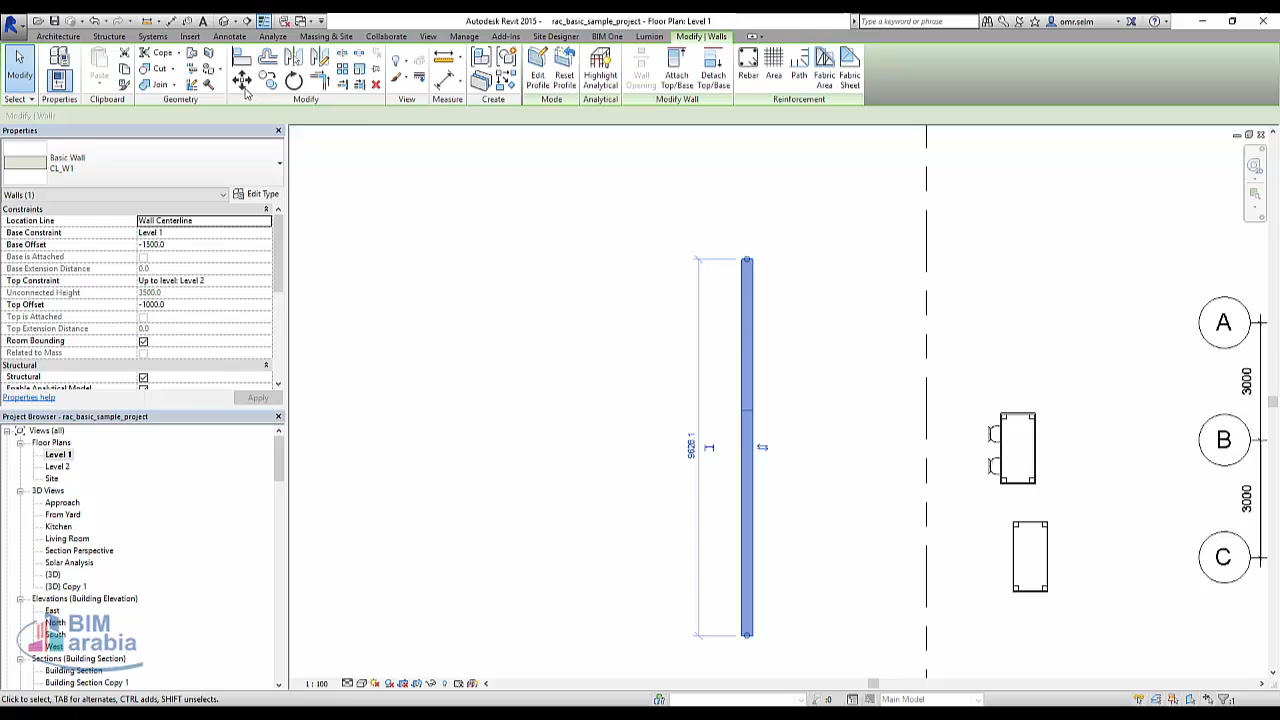 Autodesk Revit 2015 - rac_basic_sample_project - Floor Plan: Level 1
Type a keyword or phrase
omr.selm
Architecture Structure Systems Insert Annotate Analyze Massing & Site Collaborate View Manage Add-Ins Site Designer BIM One Lumion Modify | Walls
Modify
Paste
Cope
Cut
Join
Edit Profile
Reset Profile
Highlight Analytical
Wall Opening
Attach Top/Base
Detach Top/Base
Rebar
Area
Path
Fabric Area
Fabric Sheet
Select Properties Clipboard Geometry Modify View Measure Create Mode Analytical Modify Wall Reinforcement
Modify | Walls
Properties
Basic Wall
CL_W1
Walls (1)
Edit Type
Constraints
Location Line Wall Centerline
Base Constraint Level 1
Base Offset -1500.0
Base is Attached
Base Extension Distance 0.0
Top Constraint Up to level: Level 2
Unconnected Height 3500.0
Top Offset -1000.0
Top is Attached
Top Extension Distance 0.0
Room Bounding
Related to Mass
Structural
Structural
Enable Analytical Model
Properties help
Apply
Project Browser - rac_basic_sample_project
Views (all)
Floor Plans
Level 1
Level 2
Site
3D Views
Approach
From Yard
Kitchen
Living Room
Section Perspective
Solar Analysis
{3D}
{3D} Copy 1
Elevations (Building Elevation)
East
North
South
West
Sections (Building Section)
Building Section
Building Section 1
BIM
arabia
9628.1
A
3000
B
3000
C
1 : 100
Click to select, TAB for alternates, CTRL adds, SHIFT unselects.
:0
Main Model
:1